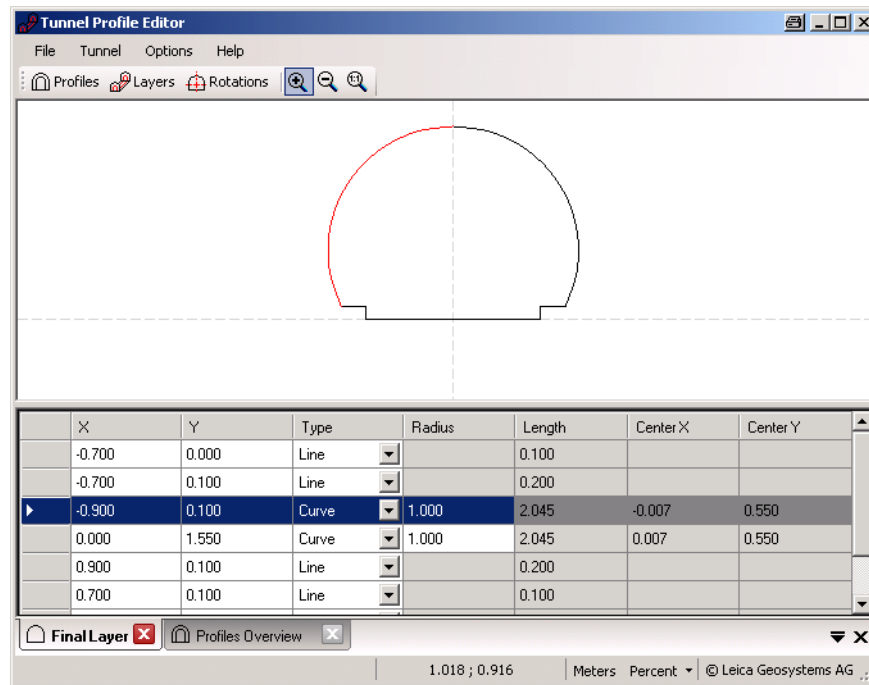 Tunnel Profile Editor
File Tunnel Options Help
Profiles Layers Rotations 1:1
X Y Type Radius Length Center X Center Y
-0.700 0.000 Line 0.100
-0.700 0.100 Line 0.200
-0.900 0.100 Curve 1.000 2.045 -0.007 0.550
0.000 1.550 Curve 1.000 2.045 0.007 0.550
0.900 0.100 Line 0.200
0.700 0.100 Line 0.100
Final Layer Profiles Overview
1.018 ; 0.916 Meters Percent © Leica Geosystems AG